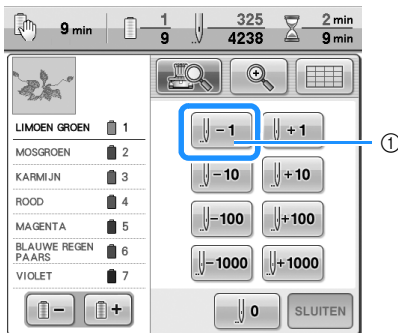 9 min 1 325 2 min
9 4238 9 min
LIMOEN GROEN 1
MOSGROEN 2
KARMIJN 3
ROOD 4
MAGENTA 5
BLAUWE REGEN
PAARS 6
VIOLET 7
− +
−1 +1
−10 +10
−100 +100
−1000 +1000
0 SLUITEN
①